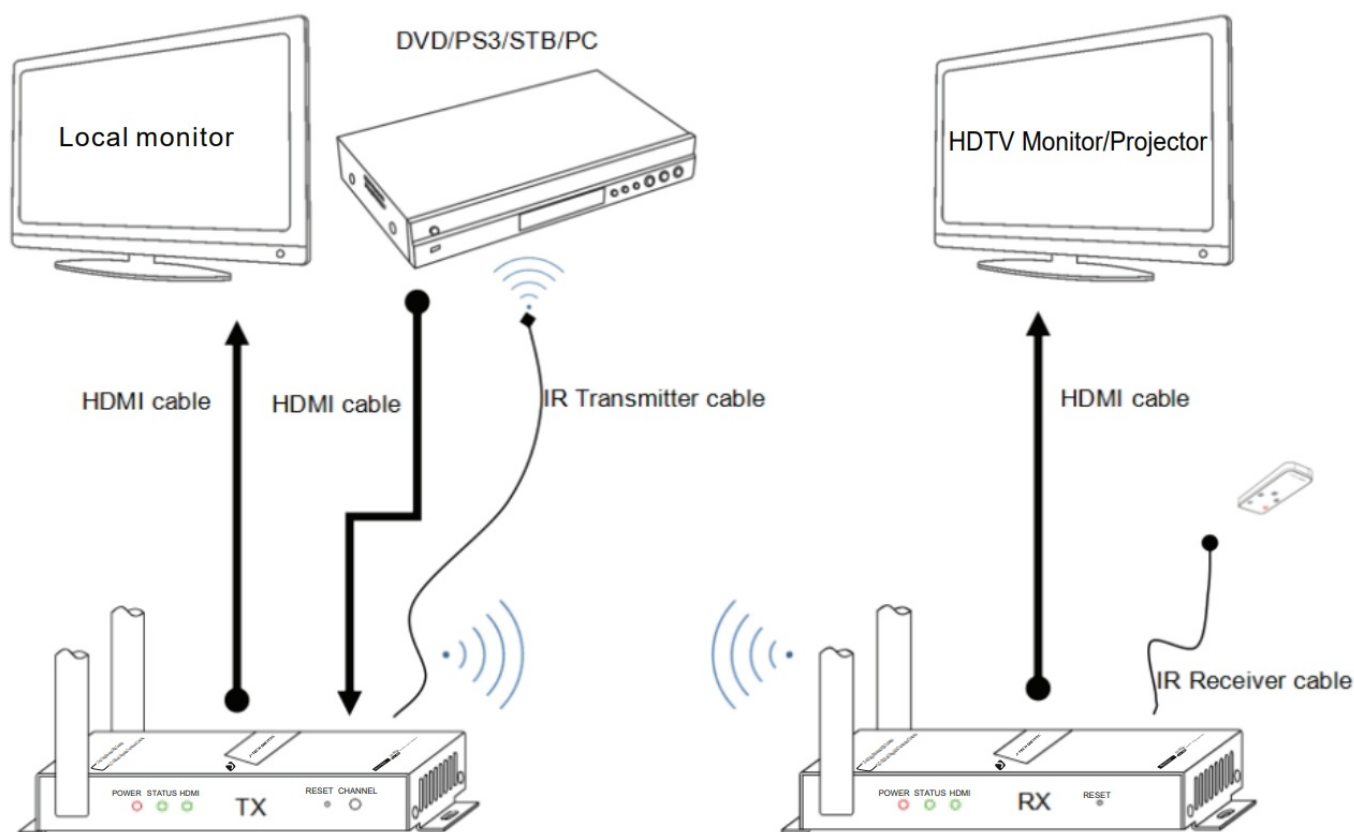 DVD/PS3/STB/PC
Local monitor
HDTV Monitor/Projector
HDMI cable
HDMI cable
IR Transmitter cable
HDMI cable
IR Receiver cable
POWER STATUS HDMI
TX
RESET CHANNEL
POWER STATUS HDMI
RX
RESET